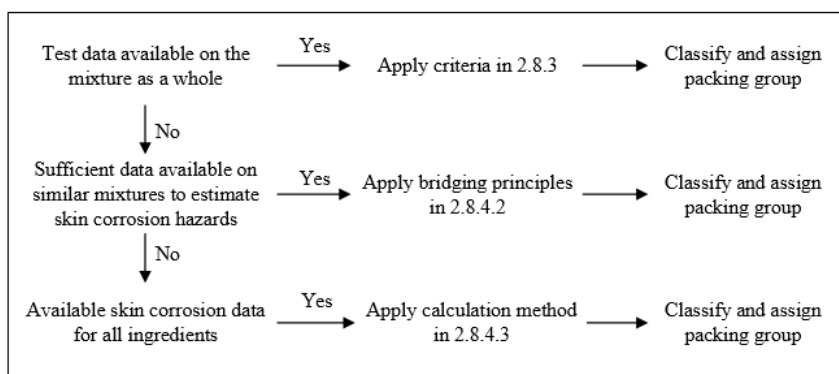 Test data available on the
mixture as a whole
Yes
Apply criteria in 2.8.3
Classify and assign
packing group
No
Sufficient data available on
similar mixtures to estimate
skin corrosion hazards
Yes
Apply bridging principles
in 2.8.4.2
Classify and assign
packing group
No
Available skin corrosion data
for all ingredients
Yes
Apply calculation method
in 2.8.4.3
Classify and assign
packing group